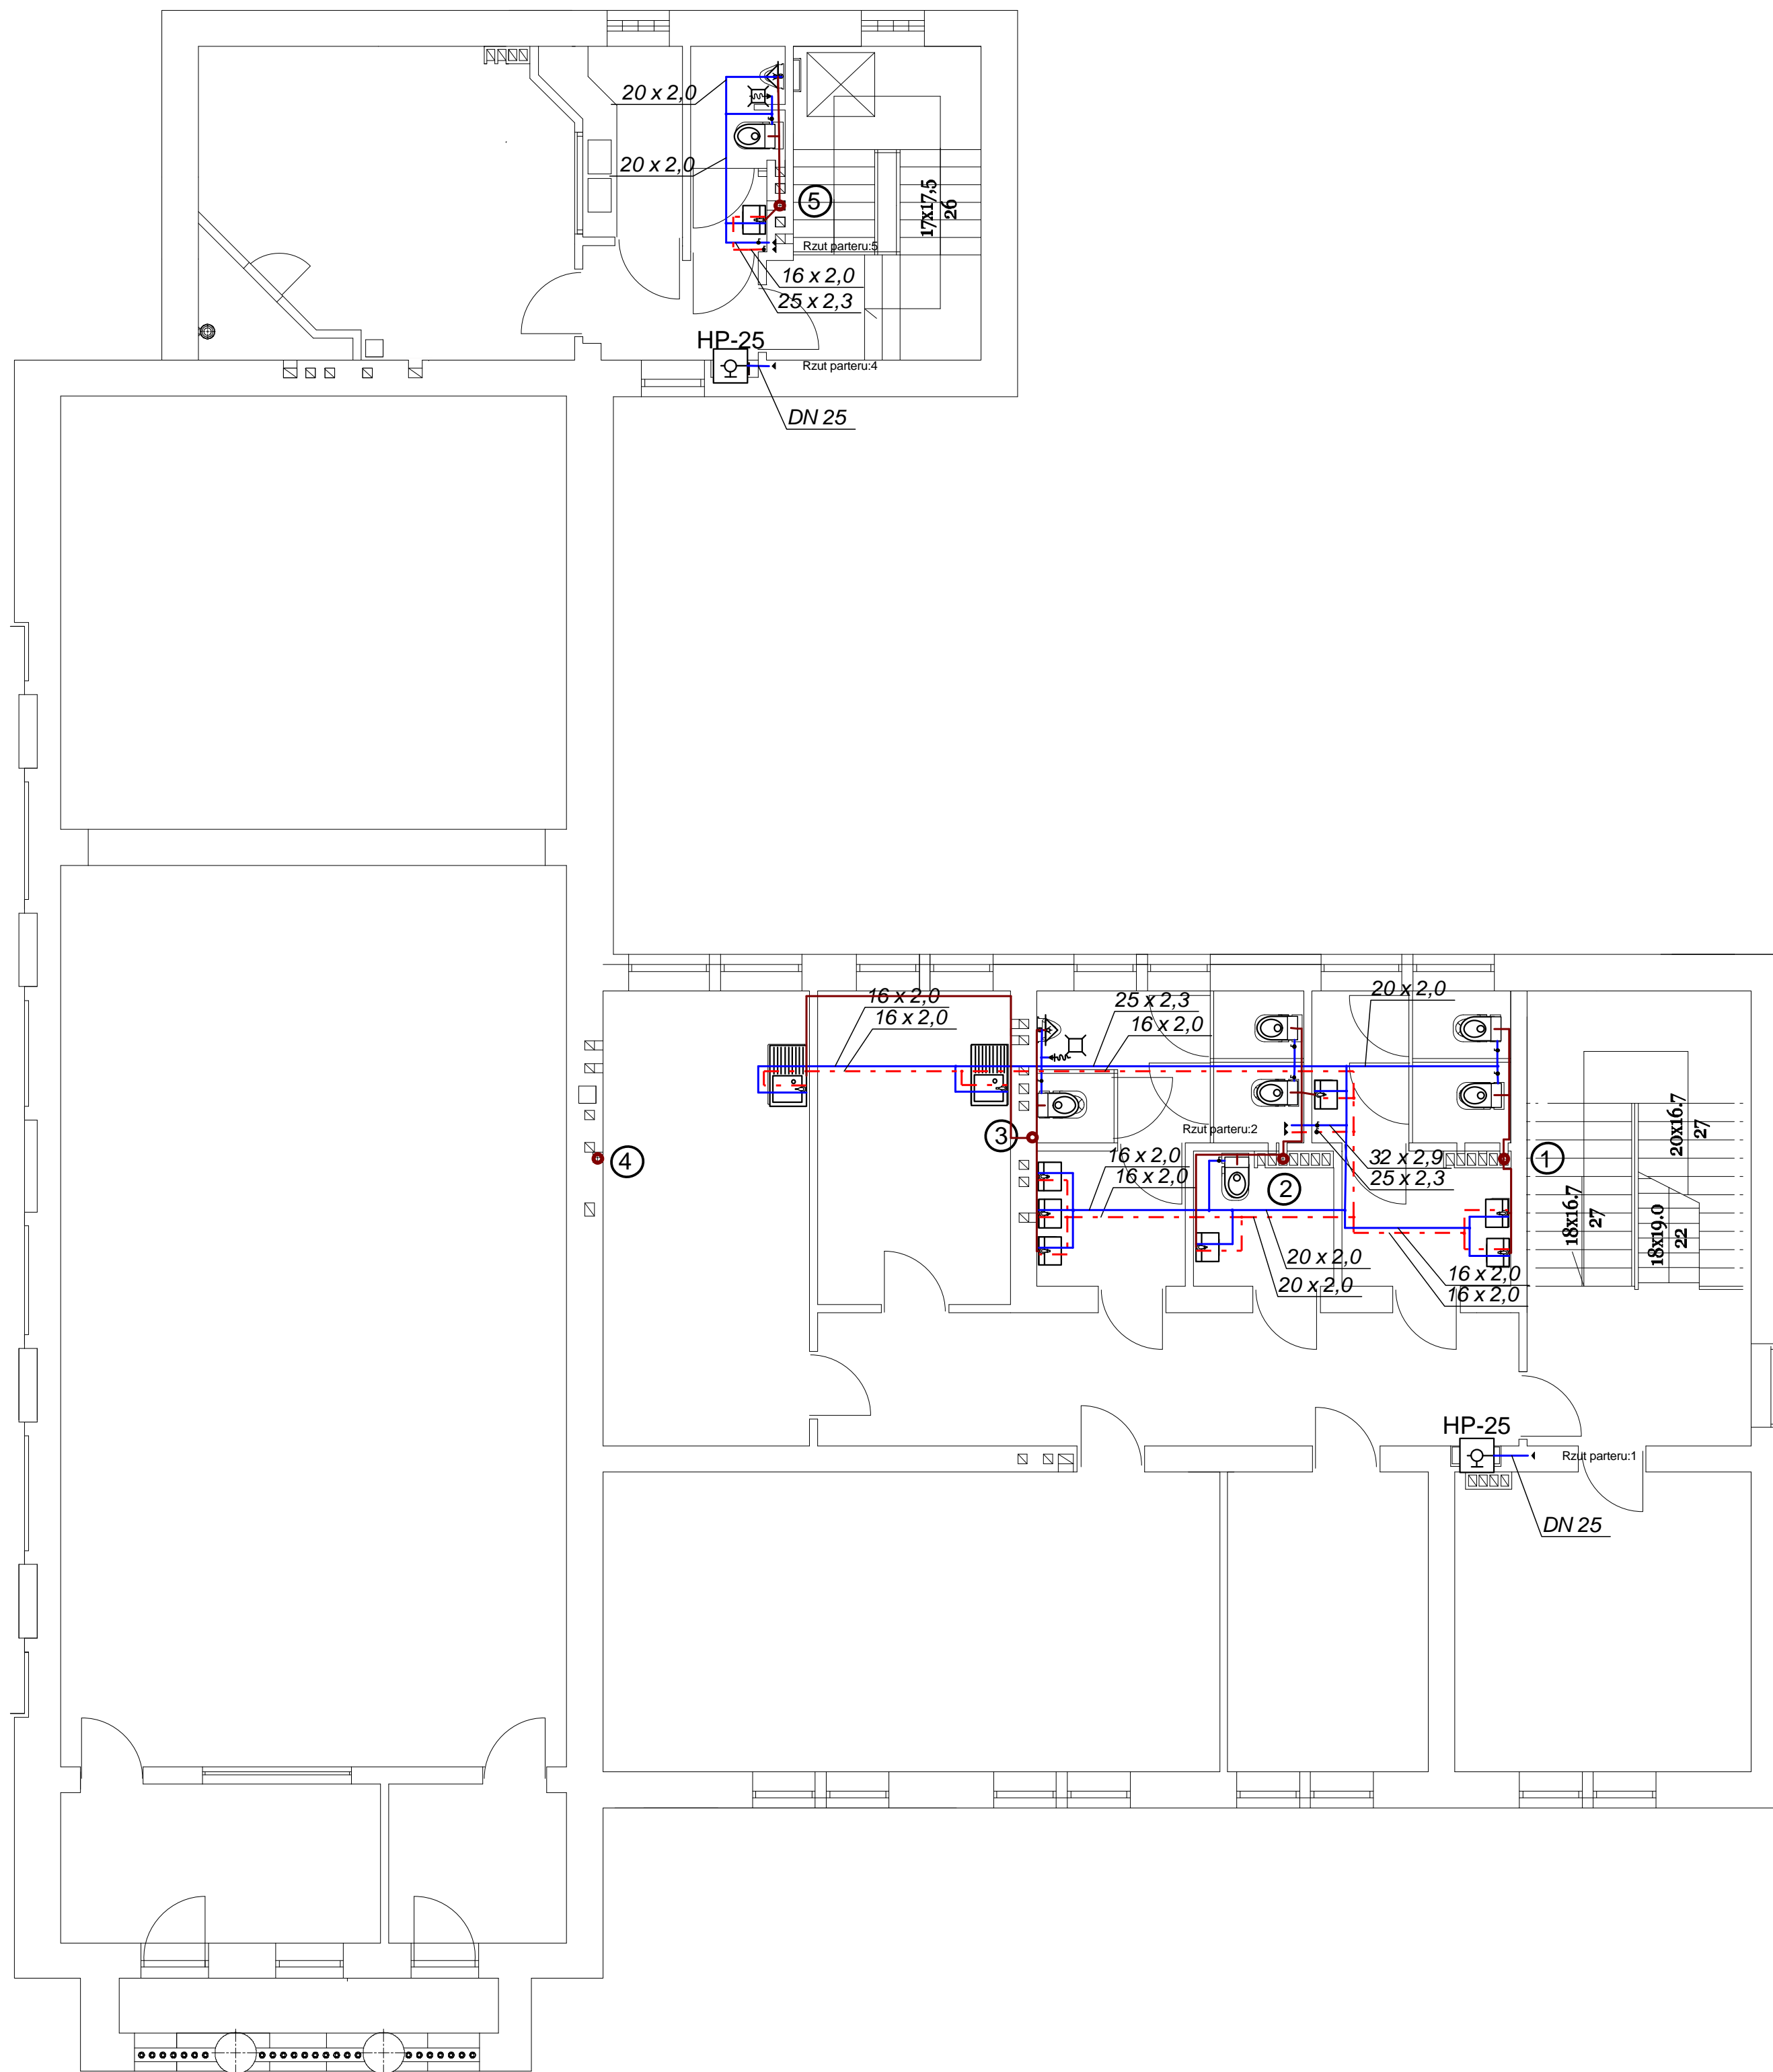 20 x 2,0
20 x 2,0
5
17x17,5
26
Rzut parteru:5
16 x 2,0
25 x 2,3
HP-25
Rzut parteru:4
DN 25
16 x 2,0
16 x 2,0
25 x 2,3
16 x 2,0
20 x 2,0
20x16.7
27
3
Rzut parteru:2
4
16 x 2,0
16 x 2,0
2
32 x 2,9
25 x 2,3
1
18x16.7
27
18x19.0
22
20 x 2,0
20 x 2,0
16 x 2,0
16 x 2,0
HP-25
Rzut parteru:1
DN 25